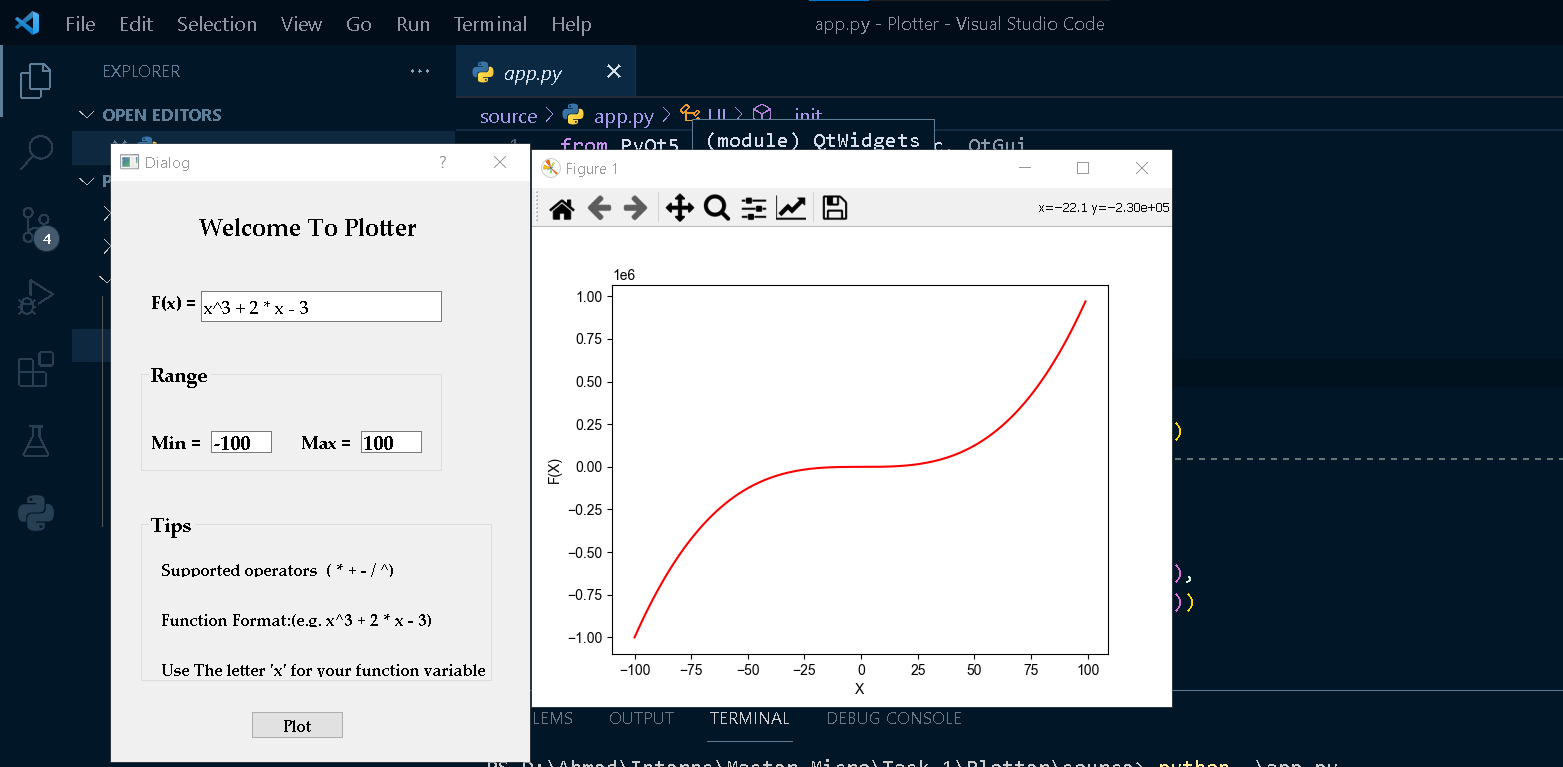 File Edit Selection View Go Run Terminal Help
app.py - Plotter - Visual Studio Code
EXPLORER
app.py
OPEN EDITORS
source > app.py > UI > __init__
1 from PyQt5
(module) QtWidgets
c, QtGui
4
Dialog
?
Welcome To Plotter
F(x) = x^3 + 2 * x - 3
Range
Min = -100 Max = 100
Tips
Supported operators ( * + - / ^)
Function Format:(e.g. x^3 + 2 * x - 3)
Use The letter 'x' for your function variable
Plot
Figure 1
x=−22.1 y=−2.30e+05
1e6
1.00
0.75
0.50
0.25
0.00
−0.25
−0.50
−0.75
−1.00
F(X)
−100 −75 −50 −25 0 25 50 75 100
X
)
),
))
LEMS OUTPUT TERMINAL DEBUG CONSOLE
PS D:\Ahmed\Interns\Master Micro\Task 1\Plotter\source> python .\app.py